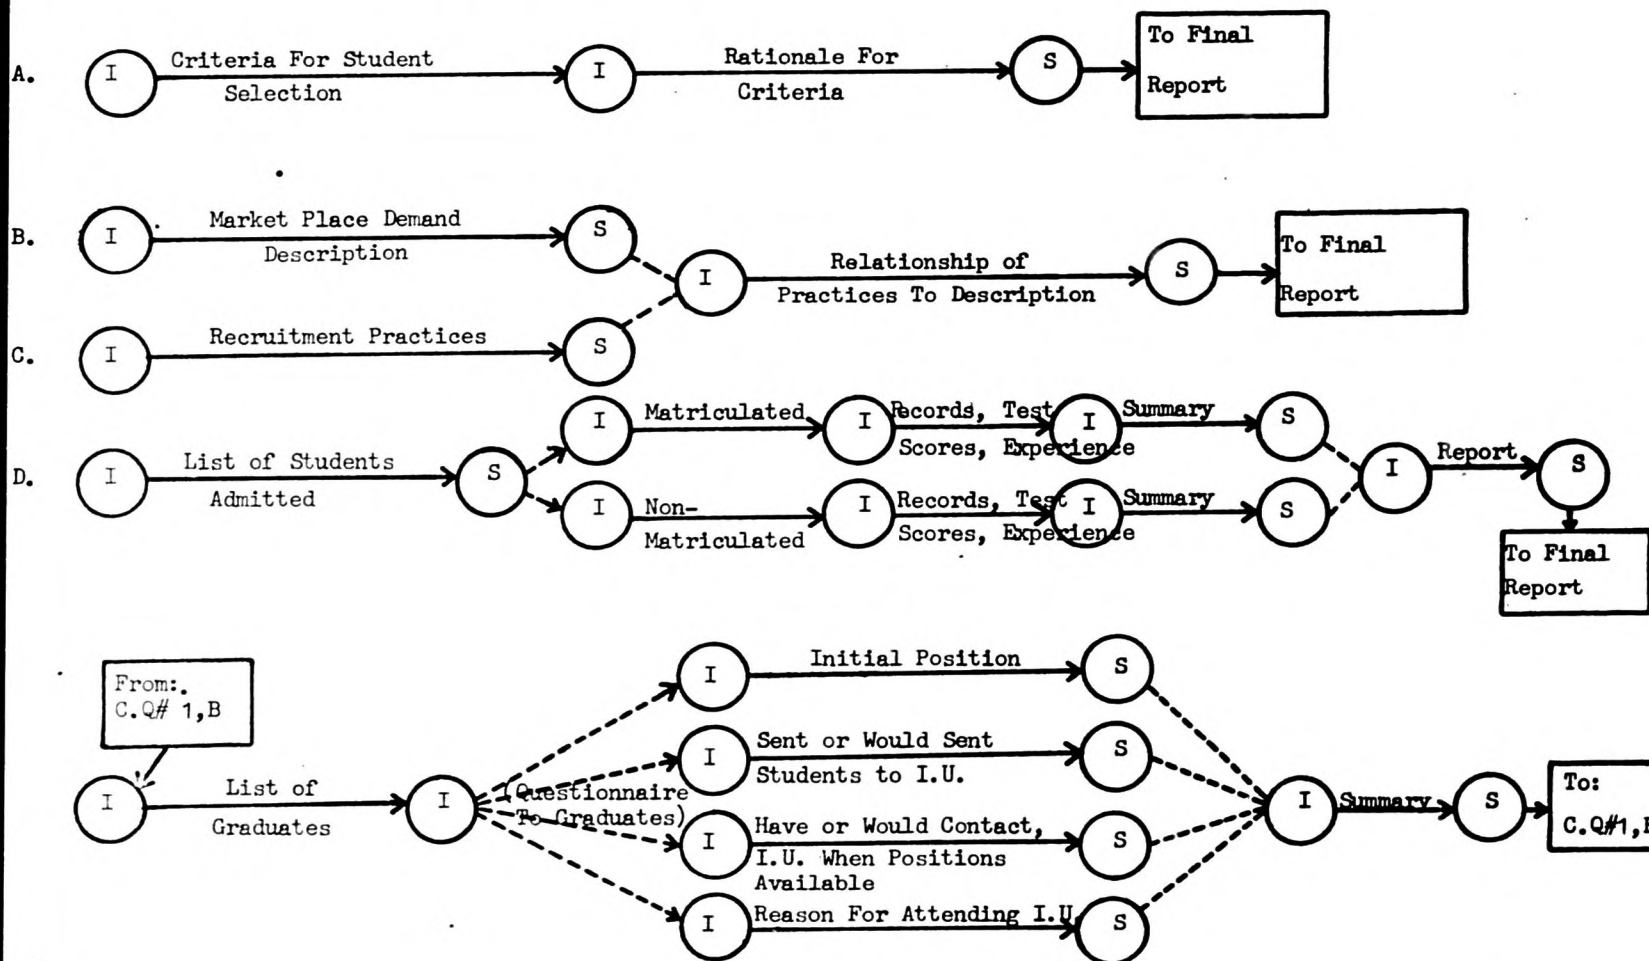 A.
I
Criteria For Student
Selection
I
Rationale For
Criteria
S
To Final
Report
B.
I
Market Place Demand
Description
S
I
Relationship of
Practices To Description
S
To Final
Report
C.
I
Recruitment Practices
S
D.
I
List of Students
Admitted
S
I
Matriculated
I
Records, Test
Scores, Experience
I
Summary
S
I
Non-
Matriculated
I
Records, Test
Scores, Experience
I
Summary
S
I
Report
S
To Final
Report
From:.
C.Q# 1,B
I
List of
Graduates
I
(Questionnaire
To Graduates)
I
Initial Position
S
I
Sent or Would Sent
Students to I.U.
S
I
Have or Would Contact,
I.U. When Positions
Available
S
I
Reason For Attending I.U.
S
I
Summary
S
To:
C.Q#1,